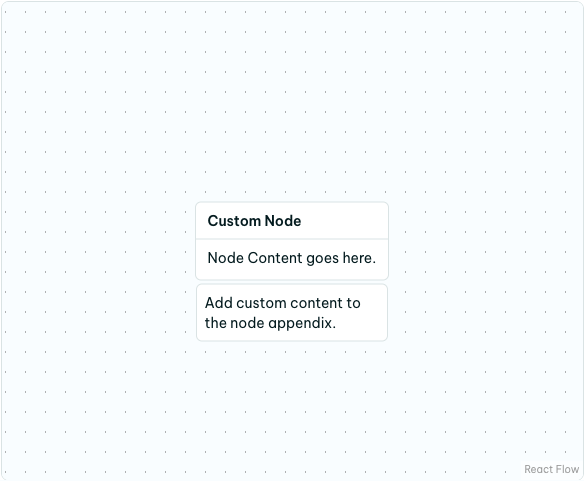 Custom Node
Node Content goes here.
Add custom content to
the node appendix.
React Flow